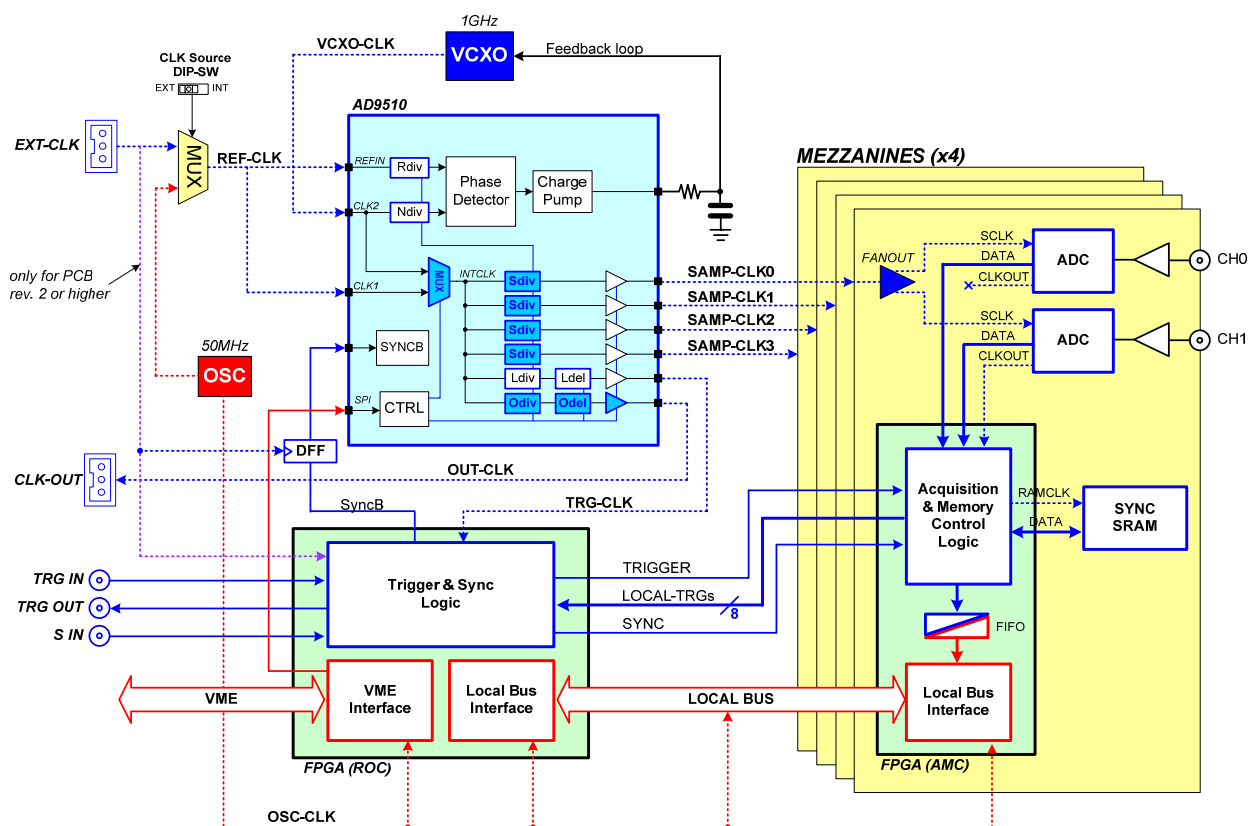 1GHz
VCXO
VCXO-CLK
Feedback loop
CLK Source
DIP-SW
EXT
INT
AD9510
EXT-CLK
MUX
REF-CLK
REFIN
Rdiv
Phase
Detector
Charge
Pump
CLK2
Ndiv
MEZZANINES (x4)
only for PCB
rev. 2 or higher
MUX
INTCLK
CLK1
Sdiv
Sdiv
Sdiv
Sdiv
SAMP-CLK0
SAMP-CLK1
SAMP-CLK2
SAMP-CLK3
FANOUT
SCLK
DATA
CLKOUT
ADC
CH0
SCLK
DATA
CLKOUT
ADC
CH1
SYNCB
50MHz
OSC
Ldiv
Ldel
SPI
CTRL
Odiv
Odel
DFF
CLK-OUT
OUT-CLK
SyncB
TRG-CLK
Acquisition
& Memory
Control
Logic
RAMCLK
DATA
SYNC
SRAM
TRG IN
TRG OUT
S IN
Trigger & Sync
Logic
TRIGGER
LOCAL-TRGs
8
SYNC
FIFO
VME
VME
Interface
Local Bus
Interface
LOCAL BUS
Local Bus
Interface
FPGA (ROC)
FPGA (AMC)
OSC-CLK